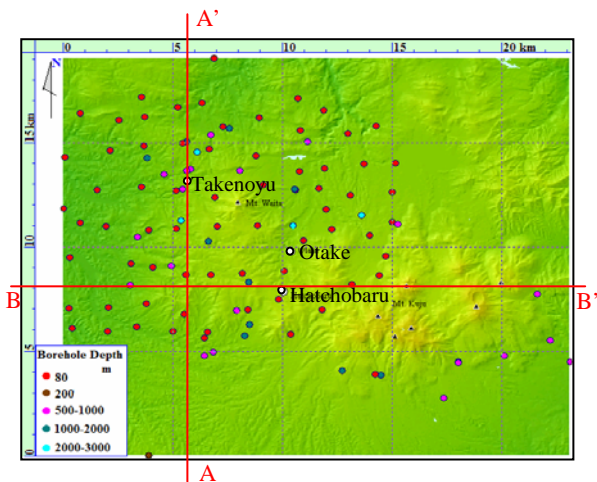 A'
0 5 10 15 20 km
N
15 km
Takenoyu
Mt. Waita
10
Otake
B Hatchobaru B'
Mt. Kuju
5
Borehole Depth
m
80
200
500-1000
1000-2000
2000-3000
0
A